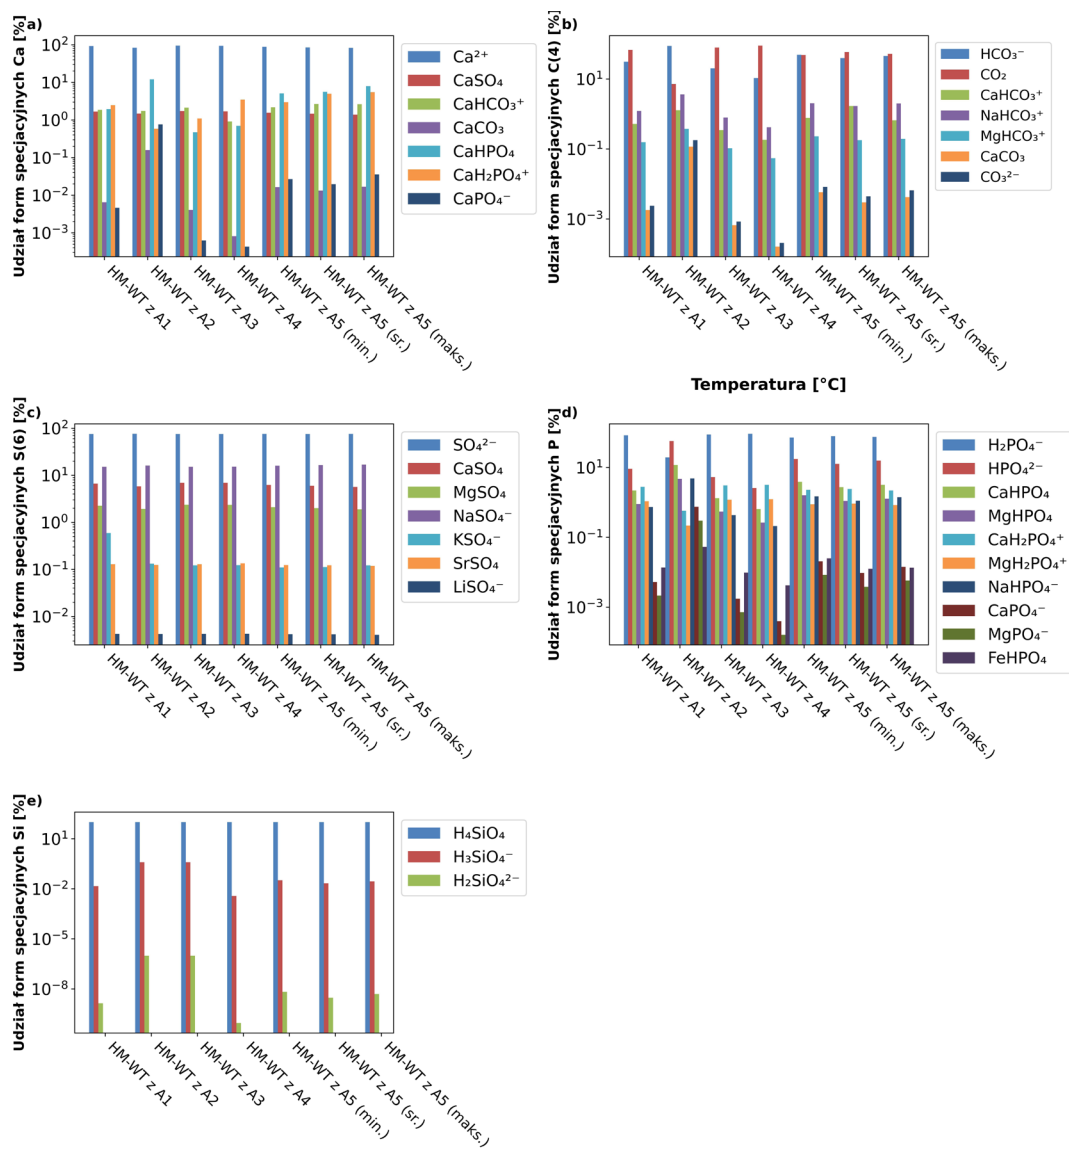 a)
Udział form specjacyjnych Ca [%]
10²
10¹
10⁰
10⁻¹
10⁻²
10⁻³
HM-WT z A1
HM-WT z A2
HM-WT z A3
HM-WT z A4
HM-WT z A5 (min.)
HM-WT z A5 (sr.)
HM-WT z A5 (maks.)
Ca²⁺
CaSO₄
CaHCO₃⁺
CaCO₃
CaHPO₄
CaH₂PO₄⁺
CaPO₄⁻
b)
Udział form specjacyjnych C(4) [%]
10¹
10⁻¹
10⁻³
HM-WT z A1
HM-WT z A2
HM-WT z A3
HM-WT z A4
HM-WT z A5 (min.)
HM-WT z A5 (sr.)
HM-WT z A5 (maks.)
Temperatura [°C]
HCO₃⁻
CO₂
CaHCO₃⁺
NaHCO₃⁺
MgHCO₃⁺
CaCO₃
CO₃²⁻
c)
Udział form specjacyjnych S(6) [%]
10²
10¹
10⁰
10⁻¹
10⁻²
HM-WT z A1
HM-WT z A2
HM-WT z A3
HM-WT z A4
HM-WT z A5 (min.)
HM-WT z A5 (sr.)
HM-WT z A5 (maks.)
SO₄²⁻
CaSO₄
MgSO₄
NaSO₄⁻
KSO₄⁻
SrSO₄
LiSO₄⁻
d)
Udział form specjacyjnych P [%]
10¹
10⁻¹
10⁻³
HM-WT z A1
HM-WT z A2
HM-WT z A3
HM-WT z A4
HM-WT z A5 (min.)
HM-WT z A5 (sr.)
HM-WT z A5 (maks.)
H₂PO₄⁻
HPO₄²⁻
CaHPO₄
MgHPO₄
CaH₂PO₄⁺
MgH₂PO₄⁺
NaHPO₄⁻
CaPO₄⁻
MgPO₄⁻
FeHPO₄
e)
Udział form specjacyjnych Si [%]
10¹
10⁻²
10⁻⁵
10⁻⁸
HM-WT z A1
HM-WT z A2
HM-WT z A3
HM-WT z A4
HM-WT z A5 (min.)
HM-WT z A5 (sr.)
HM-WT z A5 (maks.)
H₄SiO₄
H₃SiO₄⁻
H₂SiO₄²⁻